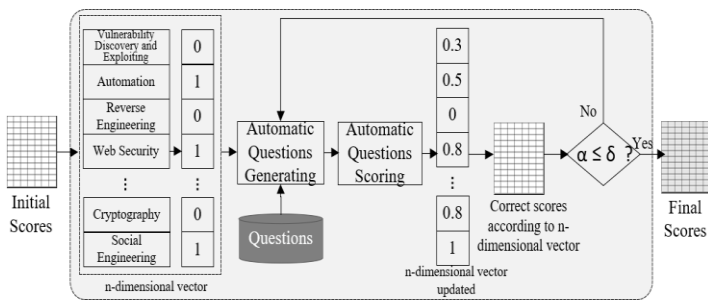 Vulnerability
Discovery and
Exploiting
0
Automation
1
Reverse
Engineering
0
Web Security
1
⋮ ⋮
Cryptography
0
Social
Engineering
1
n-dimensional vector
Initial
Scores
Automatic
Questions
Generating
Questions
Automatic
Questions
Scoring
0.3
0.5
0
0.8
⋮
0.8
1
n-dimensional vector
updated
Correct scores
according to n-
dimensional vector
No
α ≤ δ ?
Yes
Final
Scores